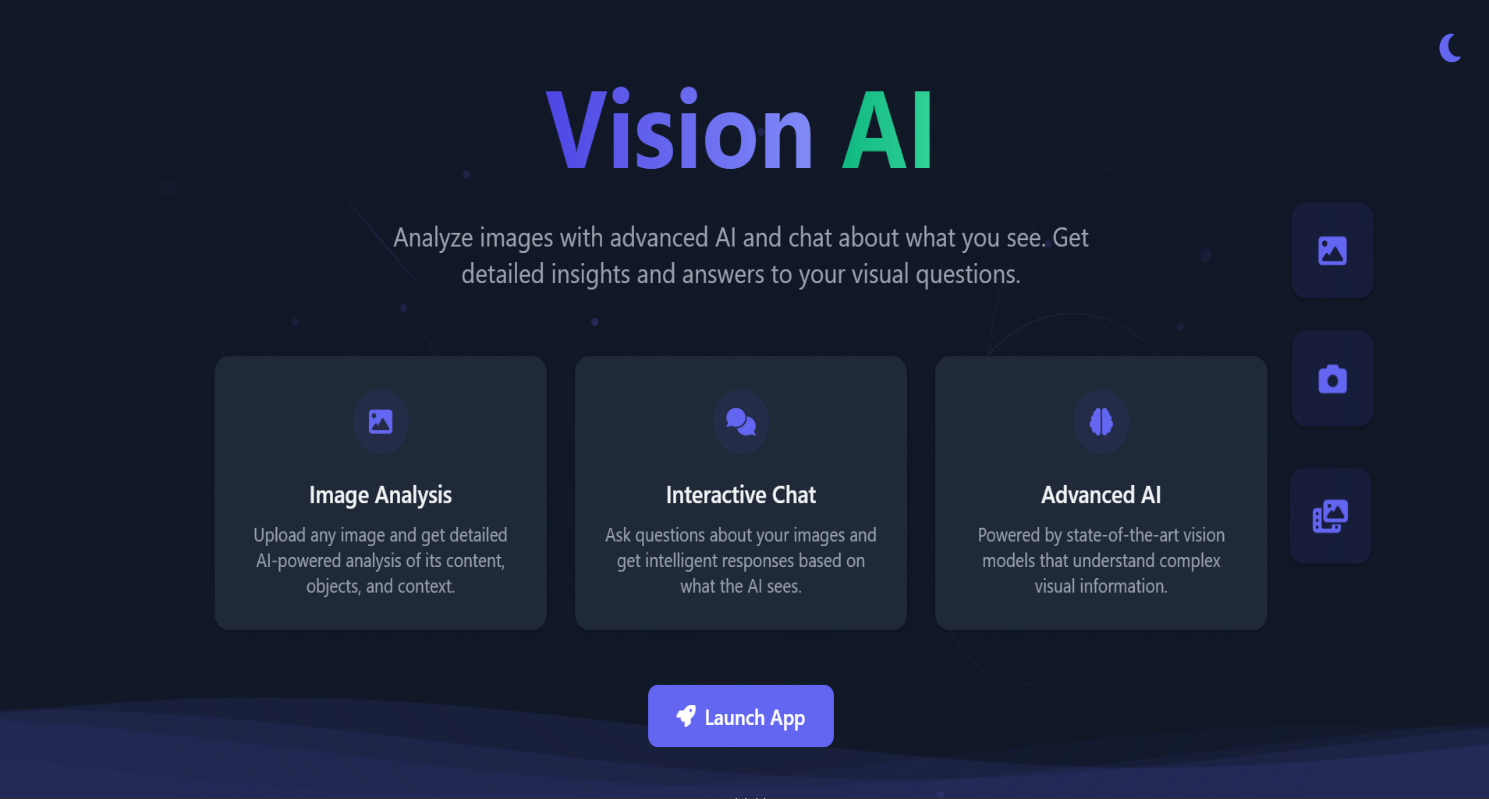 Vision AI
Analyze images with advanced AI and chat about what you see. Get
detailed insights and answers to your visual questions.
Image Analysis
Upload any image and get detailed
AI-powered analysis of its content,
objects, and context.
Interactive Chat
Ask questions about your images and
get intelligent responses based on
what the AI sees.
Advanced AI
Powered by state-of-the-art vision
models that understand complex
visual information.
Launch App